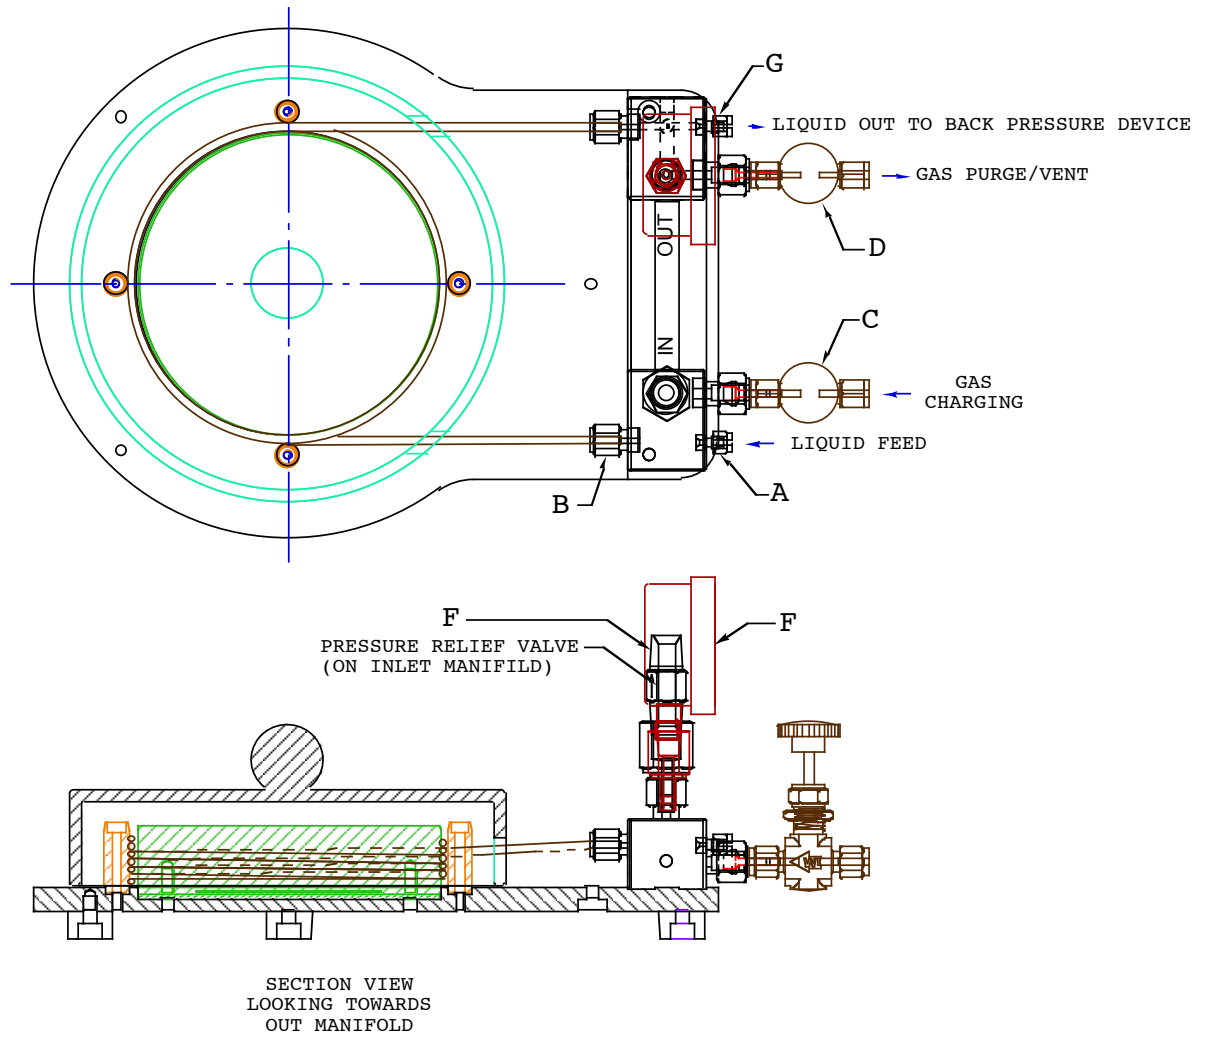 G
LIQUID OUT TO BACK PRESSURE DEVICE
GAS PURGE/VENT
D
OUT
IN
C
GAS
CHARGING
LIQUID FEED
A
B
F
F
PRESSURE RELIEF VALVE
(ON INLET MANIFILD)
SECTION VIEW
LOOKING TOWARDS
OUT MANIFOLD